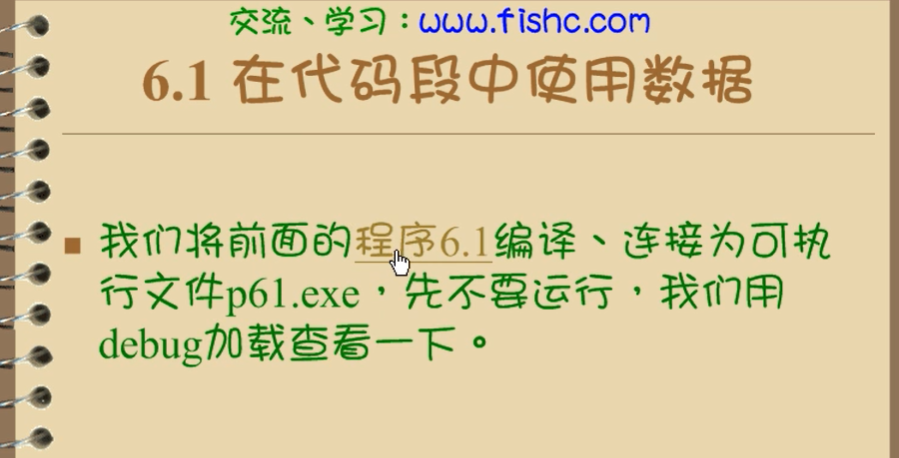 交流、学习：www.fishc.com
6.1 在代码段中使用数据
我们将前面的程序6.1编译、连接为可执
行文件p61.exe，先不要运行，我们用
debug加载查看一下。